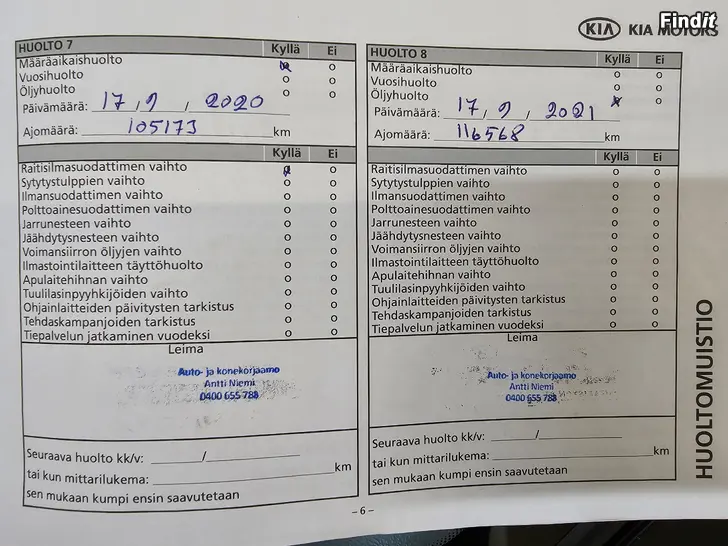 Findit
KIA KIA MOTORS
HUOLTO 7 Kyllä Ei
Määräaikaishuolto o
Vuosihuolto o o
Öljyhuolto o o
Päivämäärä: 17, 9, 2020
Ajomäärä: 105173 km
Kyllä Ei
Raitisilmasuodattimen vaihto o
Sytytystulppien vaihto o o
Ilmansuodattimen vaihto o o
Polttoainesuodattimen vaihto o o
Jarrunesteen vaihto o o
Jäähdytysnesteen vaihto o o
Voimansiirron öljyjen vaihto o o
Ilmastointilaitteen täyttöhuolto o o
Apulaitehihnan vaihto o o
Tuulilasinpyyhkijöiden vaihto o o
Ohjainlaitteiden päivitysten tarkistus o o
Tehdaskampanjoiden tarkistus o o
Tiepalvelun jatkaminen vuodeksi o o
Leima
Auto- ja konekorjaamo
Antti Niemi
0400 655 788
Seuraava huolto kk/v: /
tai kun mittarilukema: km
sen mukaan kumpi ensin saavutetaan
HUOLTO 8 Kyllä Ei
Määräaikaishuolto o o
Vuosihuolto o o
Öljyhuolto x o
Päivämäärä: 17, 9, 2021
Ajomäärä: 116568 km
Kyllä Ei
Raitisilmasuodattimen vaihto o o
Sytytystulppien vaihto o o
Ilmansuodattimen vaihto o o
Polttoainesuodattimen vaihto o o
Jarrunesteen vaihto o o
Jäähdytysnesteen vaihto o o
Voimansiirron öljyjen vaihto o o
Ilmastointilaitteen täyttöhuolto o o
Apulaitehihnan vaihto o o
Tuulilasinpyyhkijöiden vaihto o o
Ohjainlaitteiden päivitysten tarkistus o o
Tehdaskampanjoiden tarkistus o o
Tiepalvelun jatkaminen vuodeksi o o
Leima
Auto- ja konekorjaamo
Antti Niemi
0400 655 788
Seuraava huolto kk/v: /
tai kun mittarilukema: km
sen mukaan kumpi ensin saavutetaan
HUOLTOMUISTIO
– 6 –